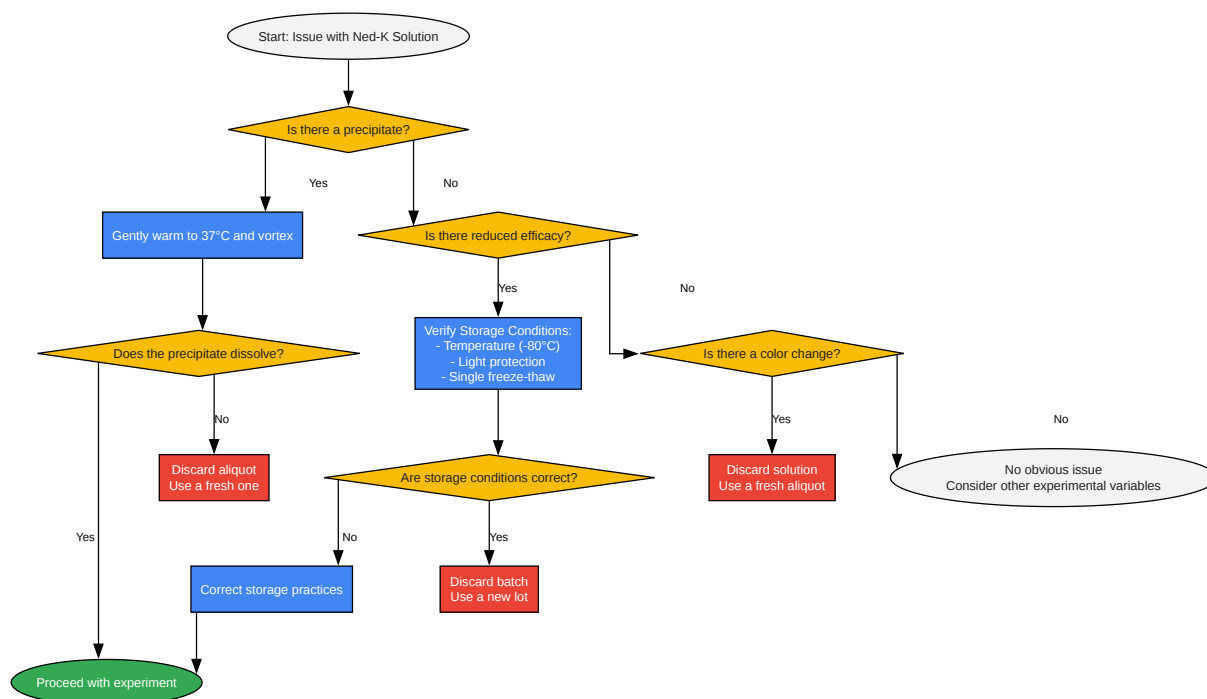 Start: Issue with Ned-K Solution
Is there a precipitate?
Yes
No
Gently warm to 37°C and vortex
Is there reduced efficacy?
Yes
No
Verify Storage Conditions:
- Temperature (-80°C)
- Light protection
- Single freeze-thaw
Does the precipitate dissolve?
Is there a color change?
No
Yes
No
Discard aliquot
Use a fresh one
Are storage conditions correct?
Discard solution
Use a fresh aliquot
No obvious issue
Consider other experimental variables
Yes
No
Yes
Correct storage practices
Discard batch
Use a new lot
Proceed with experiment